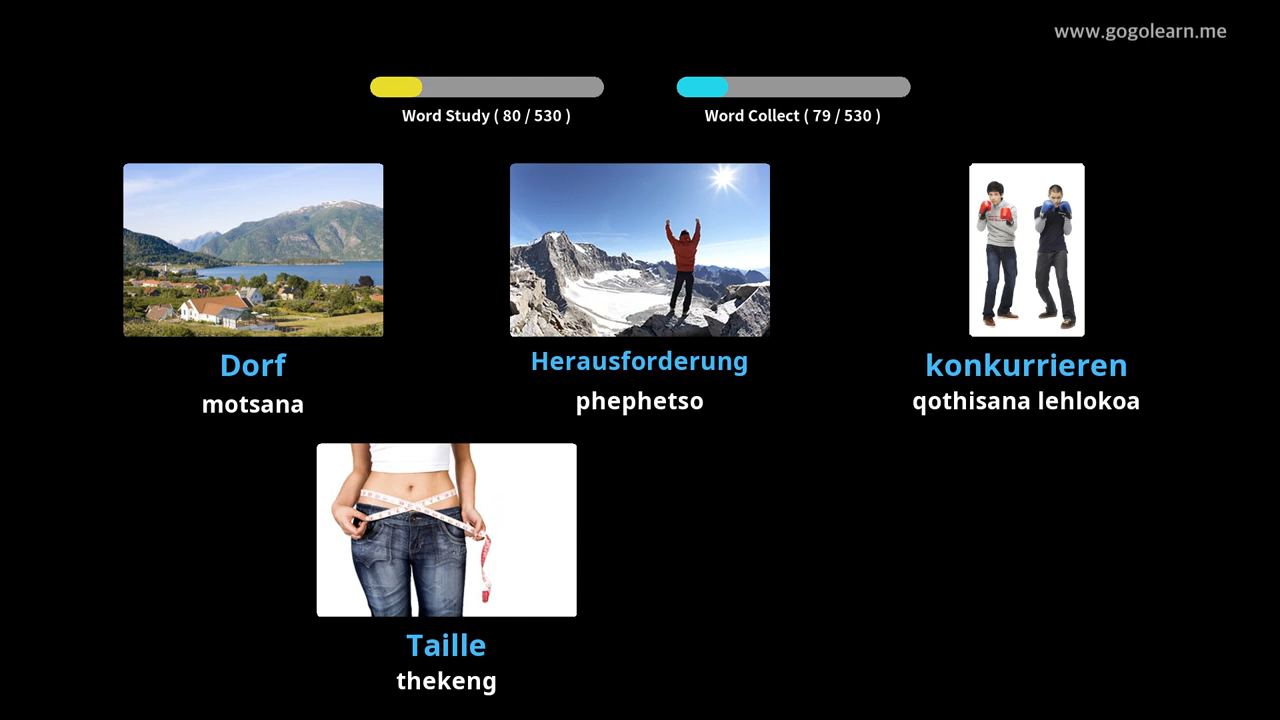 www.gogolearn.me
Word Study ( 80 / 530 )
Word Collect ( 79 / 530 )
Dorf
motsana
Herausforderung
phephetso
konkurrieren
qothisana lehlokoa
Taille
thekeng